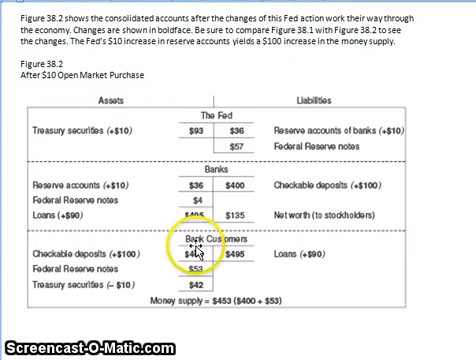 Figure 38.2 shows the consolidated accounts after the changes of this Fed action work their way through
the economy. Changes are shown in boldface. Be sure to compare Figure 38.1 with Figure 38.2 to see
the changes. The Fed's $10 increase in reserve accounts yields a $100 increase in the money supply.
Figure 38.2
After $10 Open Market Purchase
Assets Liabilities
The Fed
Treasury securities (+$10) $93 $36 Reserve accounts of banks (+$10)
$57 Federal Reserve notes
Banks
Reserve accounts (+$10) $36 $400 Checkable deposits (+$100)
Federal Reserve notes $4
Loans (+$90) $495 $135 Net worth (to stockholders)
Bank Customers
Checkable deposits (+$100) $495 Loans (+$90)
Federal Reserve notes $53
Treasury securities (– $10) $42
Money supply = $453 ($400 + $53)
Screencast-O-Matic.com